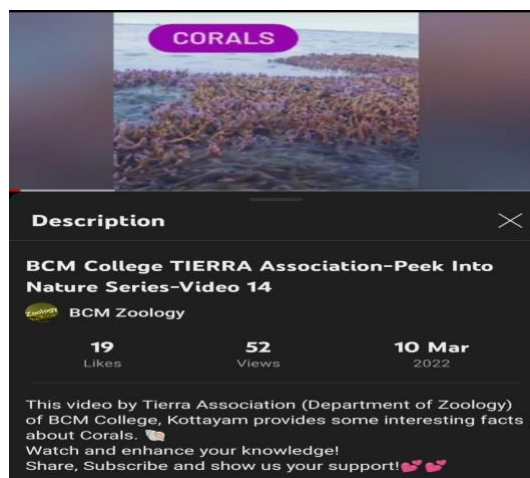 CORALS
Description
BCM College TIERRA Association-Peek Into
Nature Series-Video 14
Zoology
BCM Zoology
19 52 10 Mar
Likes Views 2022
This video by Tierra Association (Department of Zoology)
of BCM College, Kottayam provides some interesting facts
about Corals. 🐚
Watch and enhance your knowledge!
Share, Subscribe and show us your support!💕💕